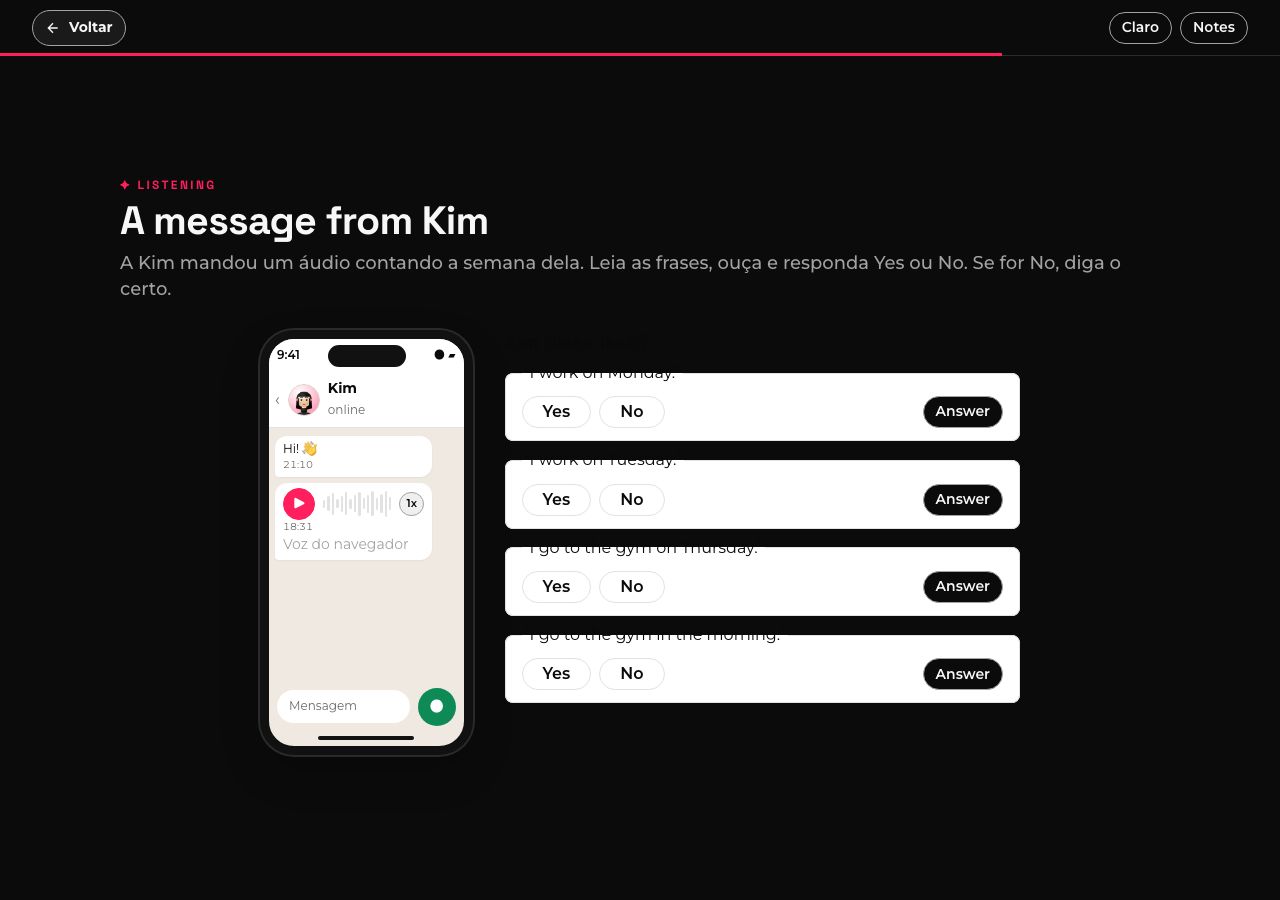 Voltar
Claro
Notes
LISTENING
A message from Kim
A Kim mandou um áudio contando a semana dela. Leia as frases, ouça e responda Yes ou No. Se for No, diga o
certo.
9:41
Kim
online
Hi! 👋
21:10
1x
18:31
Voz do navegador
Mensagem
I work on Monday.
Yes
No
Answer
I work on Tuesday.
Yes
No
Answer
I go to the gym on Thursday.
Yes
No
Answer
I go to the gym in the morning.
Yes
No
Answer